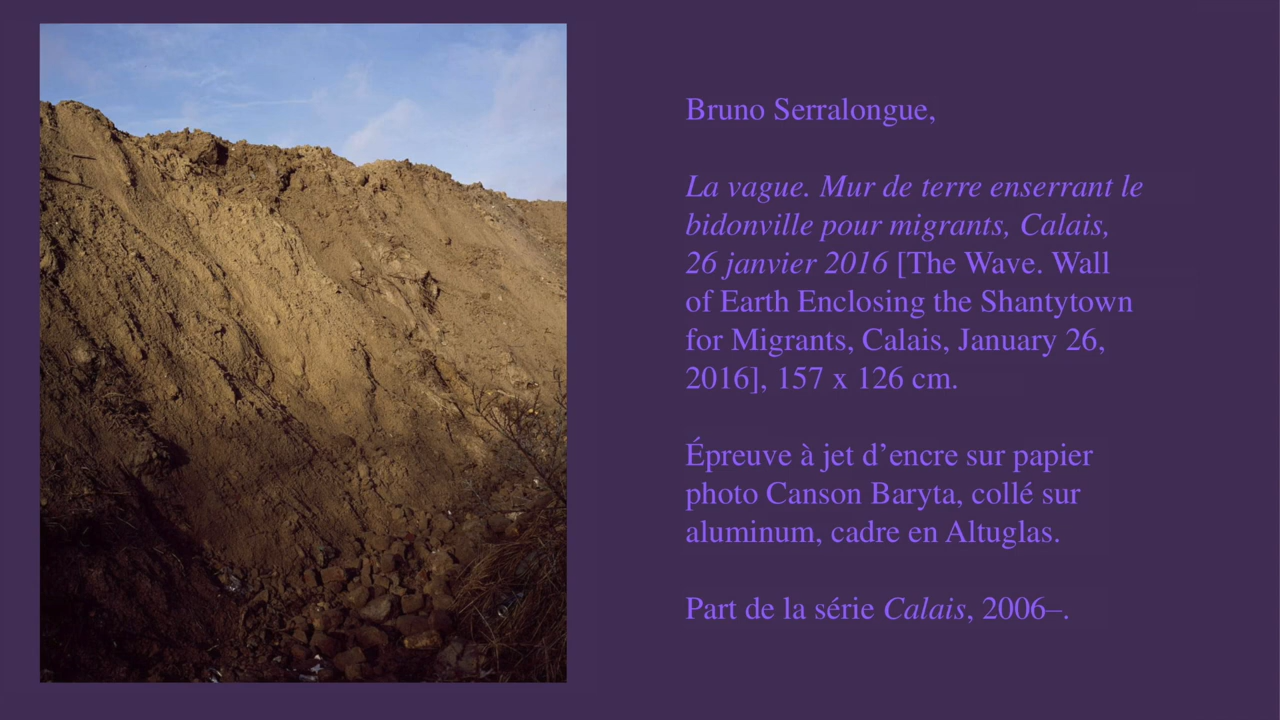 Bruno Serralongue,
La vague. Mur de terre enserrant le
bidonville pour migrants, Calais,
26 janvier 2016 [The Wave. Wall
of Earth Enclosing the Shantytown
for Migrants, Calais, January 26,
2016], 157 x 126 cm.
Épreuve à jet d’encre sur papier
photo Canson Baryta, collé sur
aluminum, cadre en Altuglas.
Part de la série Calais, 2006–.